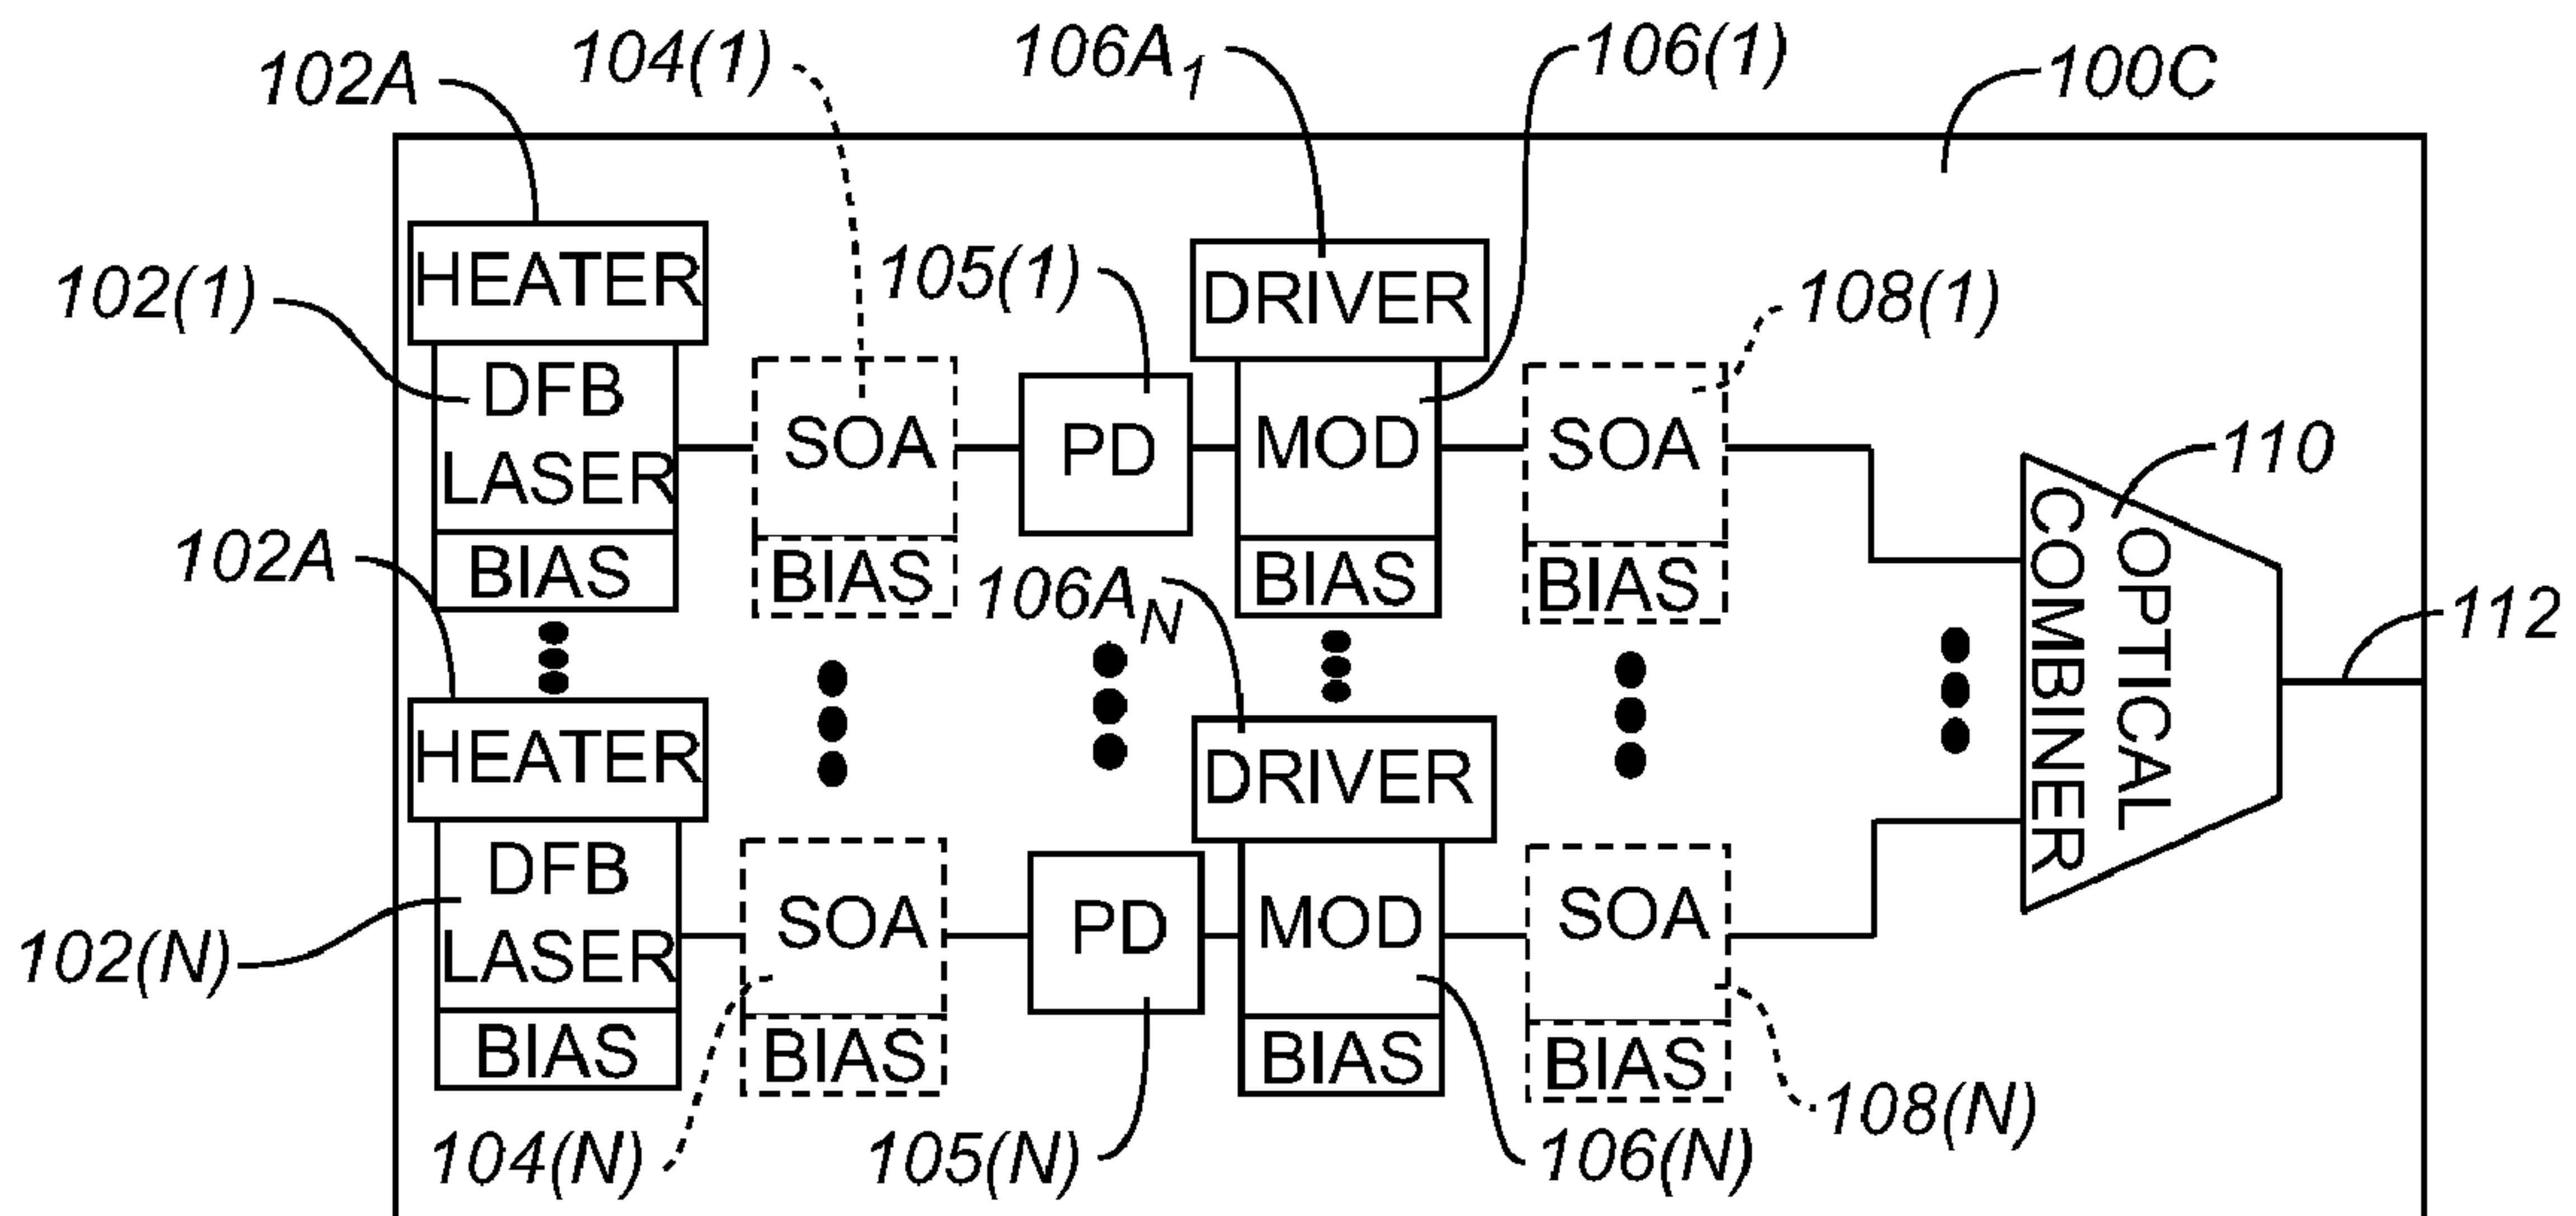 102A
104(1)
106A1
106(1)
100C
HEATER
102(1)
105(1)
DRIVER
108(1)
DFB
LASER
BIAS
SOA
BIAS
PD
MOD
BIAS
SOA
BIAS
110
OPTICAL
COMBINER
112
102A
106AN
HEATER
DRIVER
DFB
LASER
BIAS
SOA
BIAS
PD
MOD
BIAS
SOA
BIAS
102(N)
104(N)
105(N)
106(N)
108(N)